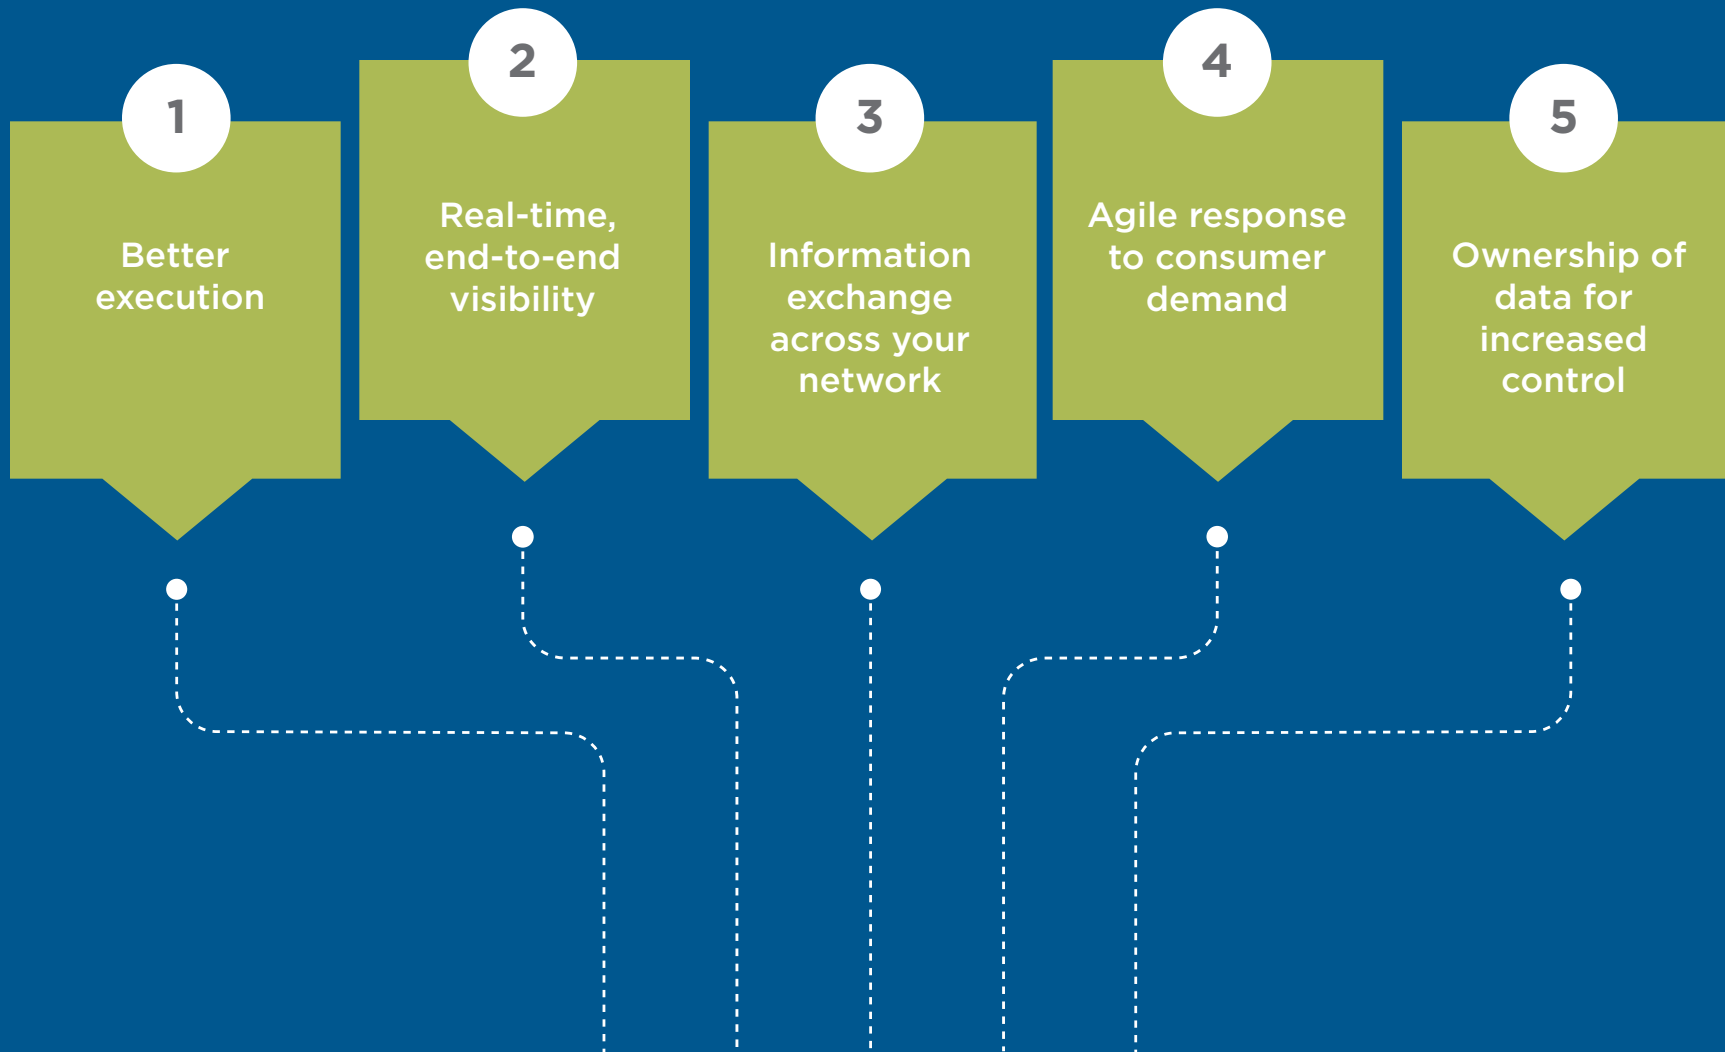 1
Better
execution
2
Real-time,
end-to-end
visibility
3
Information
exchange
across your
network
4
Agile response
to consumer
demand
5
Ownership of
data for
increased
control